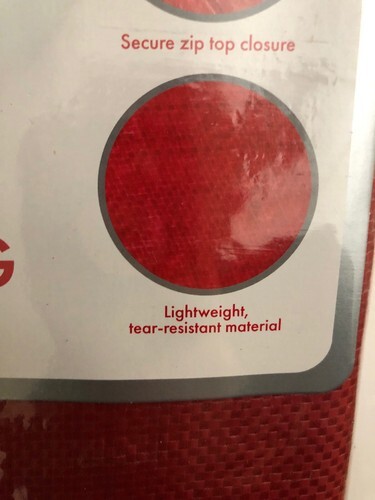 Secure zip top closure
G
Lightweight,
tear-resistant material